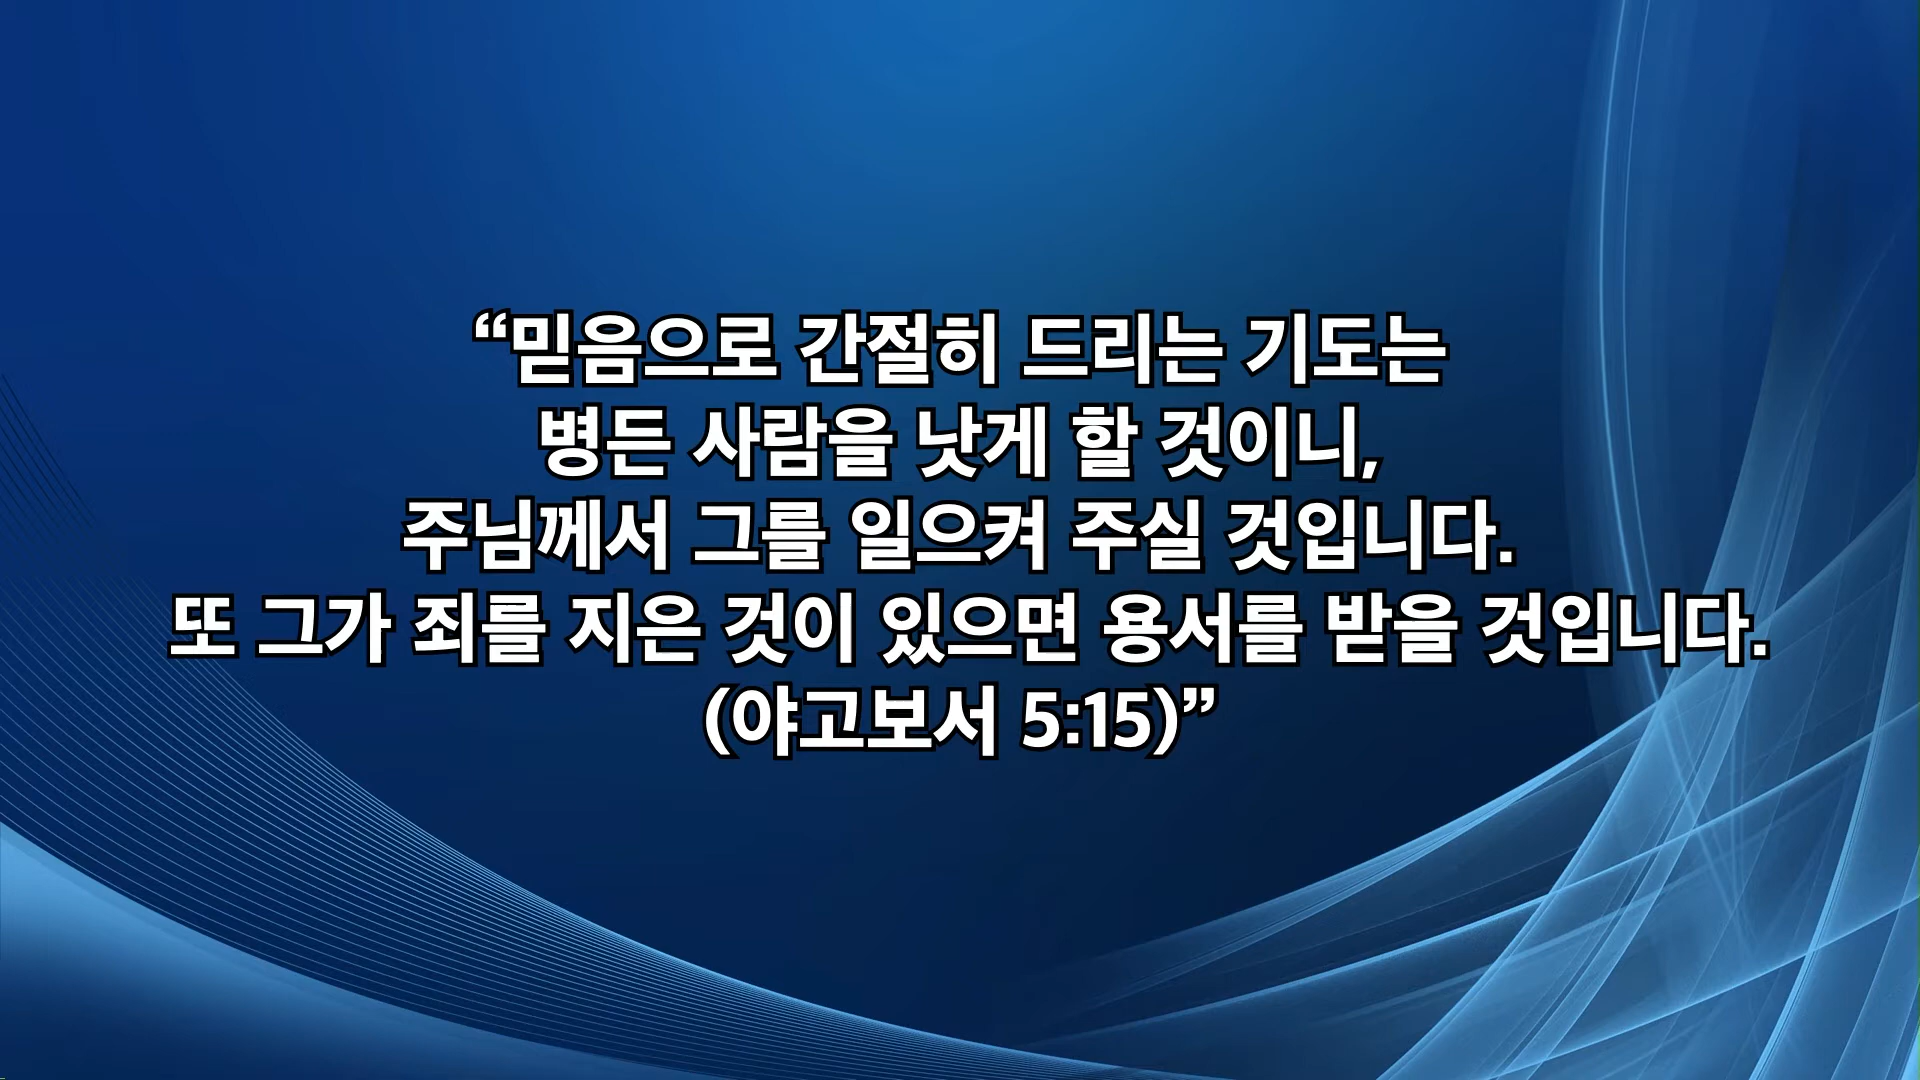 “믿음으로 간절히 드리는 기도는
병든 사람을 낫게 할 것이니,
주님께서 그를 일으켜 주실 것입니다.
또 그가 죄를 지은 것이 있으면 용서를 받을 것입니다.
(야고보서 5:15)”